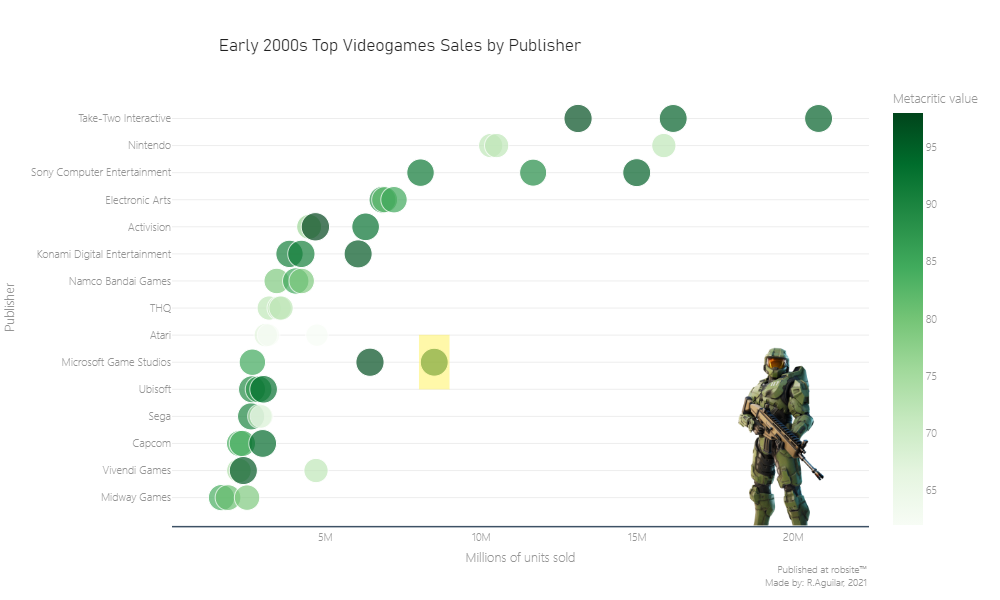 Early 2000s Top Videogames Sales by Publisher
Metacritic value
Take-Two Interactive
Nintendo
Sony Computer Entertainment
Electronic Arts
Activision
Konami Digital Entertainment
Namco Bandai Games
THQ
Atari
Microsoft Game Studios
Ubisoft
Sega
Capcom
Vivendi Games
Midway Games
Publisher
95
90
85
80
75
70
65
5M
10M
15M
20M
Millions of units sold
Published at robsite™
Made by: R.Aguilar, 2021